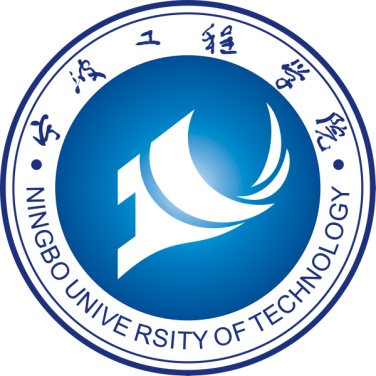 宁波工程学院
NINGBO UNIVE RSITY OF TECHNOLOGY